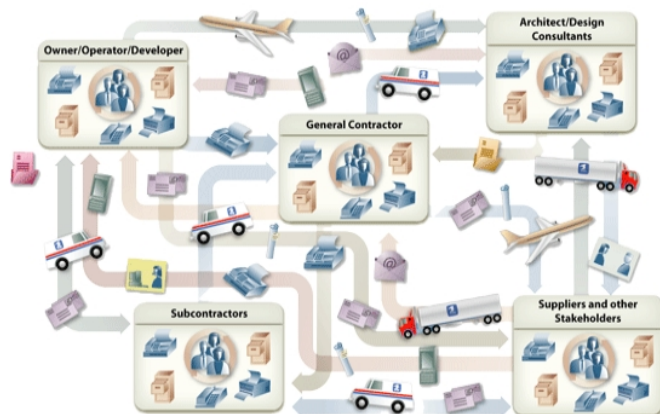 Architect/Design
Consultants
Owner/Operator/Developer
General Contractor
Subcontractors
Suppliers and other
Stakeholders